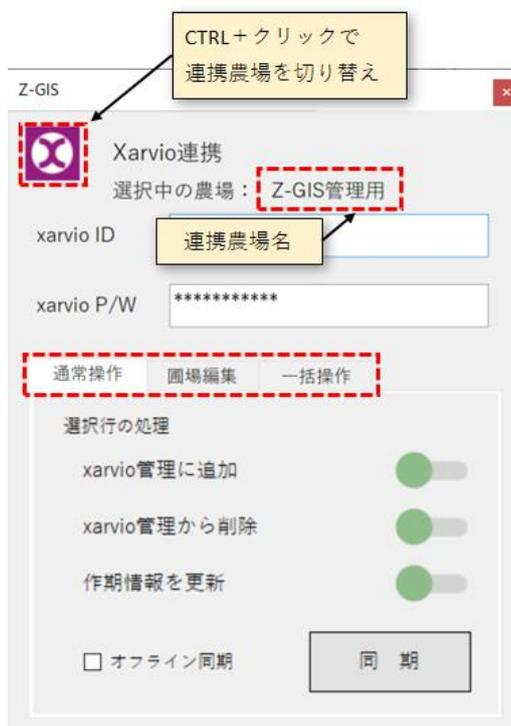 CTRL+クリックで
連携農場を切り替え
Z-GIS
×
Xarvio連携
選択中の農場： Z-GIS管理用
xarvio ID
連携農場名
xarvio P/W
***********
通常操作 圃場編集 一括操作
選択行の処理
xarvio管理に追加
xarvio管理から削除
作期情報を更新
オフライン同期
同 期